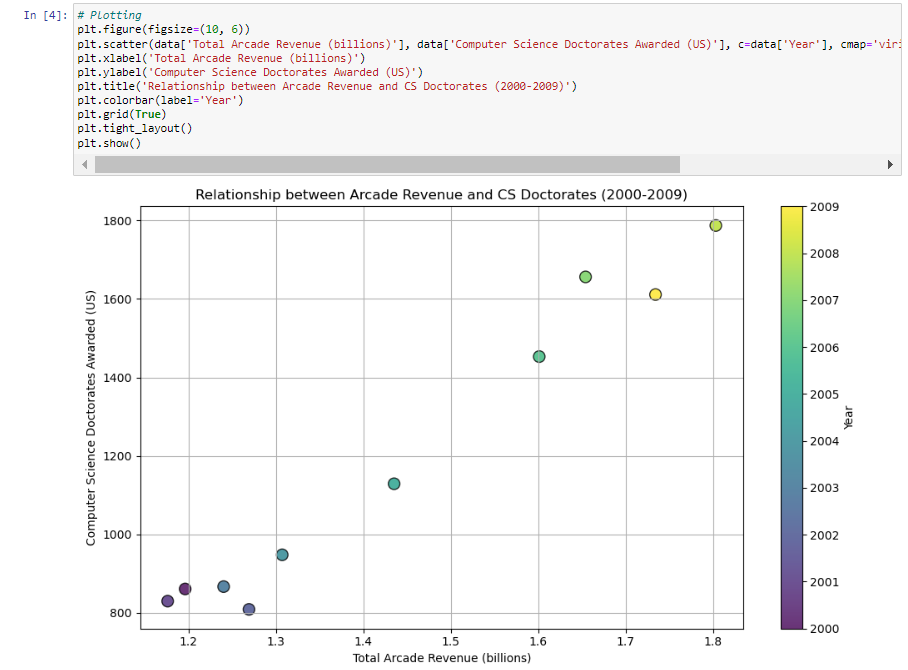 In [4]: # Plotting
plt.figure(figsize=(10, 6))
plt.scatter(data['Total Arcade Revenue (billions)'], data['Computer Science Doctorates Awarded (US)'], c=data['Year'], cmap='viri
plt.xlabel('Total Arcade Revenue (billions)')
plt.ylabel('Computer Science Doctorates Awarded (US)')
plt.title('Relationship between Arcade Revenue and CS Doctorates (2000-2009)')
plt.colorbar(label='Year')
plt.grid(True)
plt.tight_layout()
plt.show()
Relationship between Arcade Revenue and CS Doctorates (2000-2009)
Computer Science Doctorates Awarded (US)
1800
1600
1400
1200
1000
800
1.2 1.3 1.4 1.5 1.6 1.7 1.8
Total Arcade Revenue (billions)
2009
2008
2007
2006
2005
2004
2003
2002
2001
2000
Year